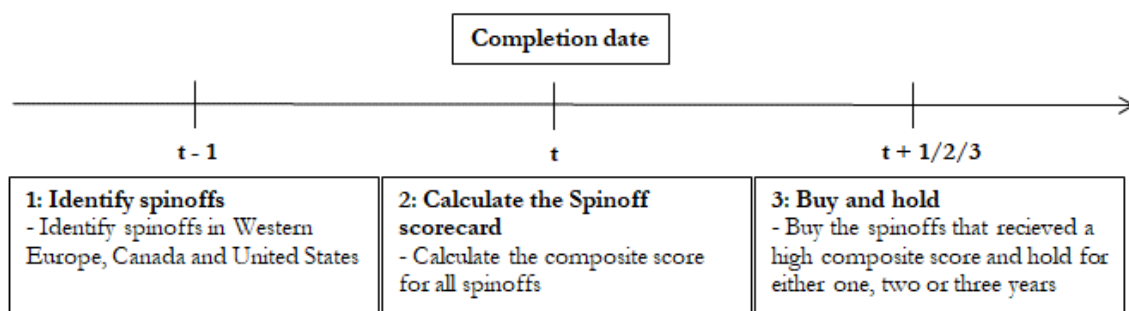 Completion date
t - 1
t
t + 1/2/3
1: Identify spinoffs
- Identify spinoffs in Western
Europe, Canada and United States
2: Calculate the Spinoff
scorecard
- Calculate the composite score
for all spinoffs
3: Buy and hold
- Buy the spinoffs that recieved a
high composite score and hold for
either one, two or three years